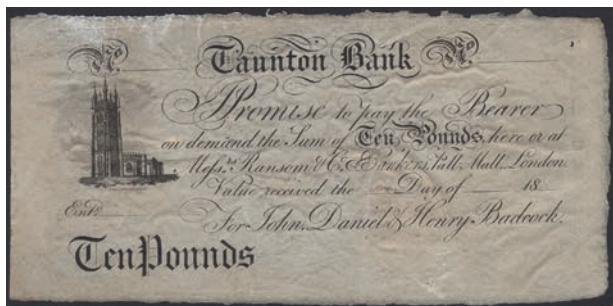 No. Taunton Bank No.
I Promise to pay the Bearer
on demand the Sum of Ten Pounds, here or at
Messrs. Ransom & Co. Bankers, Pall Mall, London.
Value received the Day of 18
Entd.
For John, Daniel & Henry Badcock.
Ten Pounds